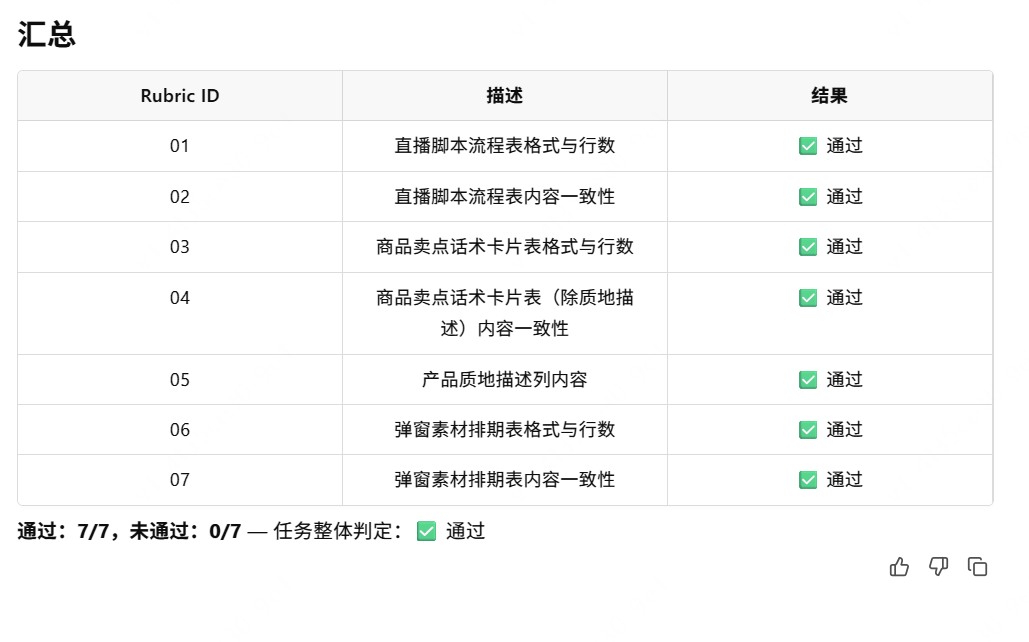 汇总
Rubric ID 描述 结果
01 直播脚本流程表格式与行数 ✅ 通过
02 直播脚本流程表内容一致性 ✅ 通过
03 商品卖点话术卡片表格式与行数 ✅ 通过
04 商品卖点话术卡片表（除质地描 ✅ 通过
述）内容一致性
05 产品质地描述列内容 ✅ 通过
06 弹窗素材排期表格式与行数 ✅ 通过
07 弹窗素材排期表内容一致性 ✅ 通过
通过：7/7，未通过：0/7 — 任务整体判定： ✅ 通过